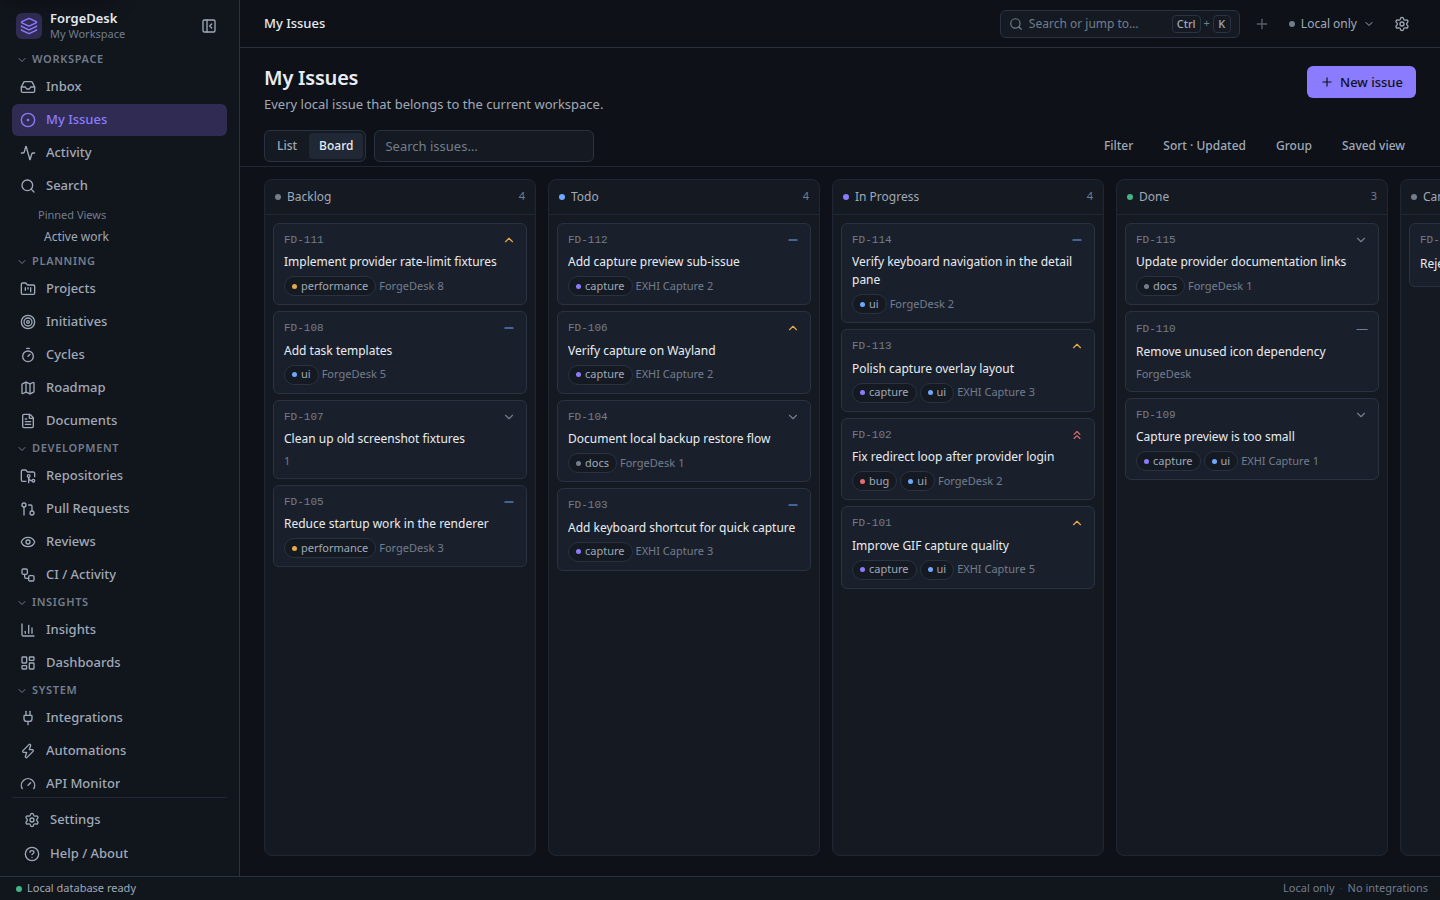 ForgeDesk
My Workspace
WORKSPACE
Inbox
My Issues
Activity
Search
Pinned Views
Active work
PLANNING
Projects
Initiatives
Cycles
Roadmap
Documents
DEVELOPMENT
Repositories
Pull Requests
Reviews
CI / Activity
INSIGHTS
Insights
Dashboards
SYSTEM
Integrations
Automations
API Monitor
Settings
Help / About
My Issues
Search or jump to...
Ctrl + K
Local only
My Issues
Every local issue that belongs to the current workspace.
New issue
List
Board
Search issues...
Filter
Sort · Updated
Group
Saved view
Backlog 4
FD-111
Implement provider rate-limit fixtures
performance ForgeDesk 8
FD-108
Add task templates
ui ForgeDesk 5
FD-107
Clean up old screenshot fixtures
1
FD-105
Reduce startup work in the renderer
performance ForgeDesk 3
Todo 4
FD-112
Add capture preview sub-issue
capture EXHI Capture 2
FD-106
Verify capture on Wayland
capture EXHI Capture 2
FD-104
Document local backup restore flow
docs ForgeDesk 1
FD-103
Add keyboard shortcut for quick capture
capture EXHI Capture 3
In Progress 4
FD-114
Verify keyboard navigation in the detail
pane
ui ForgeDesk 2
FD-113
Polish capture overlay layout
capture ui EXHI Capture 3
FD-102
Fix redirect loop after provider login
bug ui ForgeDesk 2
FD-101
Improve GIF capture quality
capture ui EXHI Capture 5
Done 3
FD-115
Update provider documentation links
docs ForgeDesk 1
FD-110
Remove unused icon dependency
ForgeDesk
FD-109
Capture preview is too small
capture ui EXHI Capture 1
Local database ready
Local only · No integrations